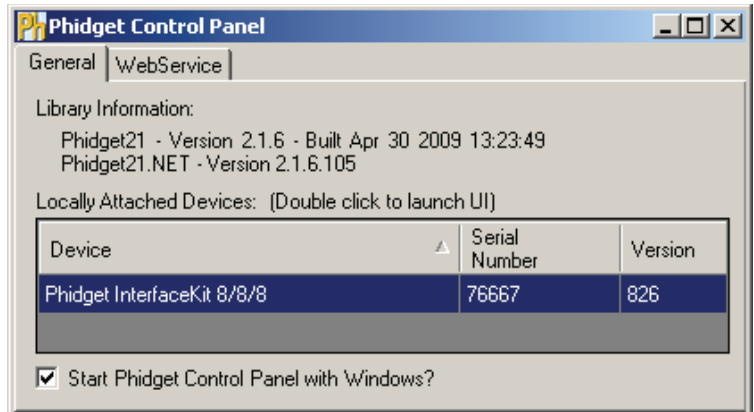 Ph Phidget Control Panel
General WebService
Library Information:
Phidget21 - Version 2.1.6 - Built Apr 30 2009 13:23:49
Phidget21.NET - Version 2.1.6.105
Locally Attached Devices: (Double click to launch UI)
Device Serial Number Version
Phidget InterfaceKit 8/8/8 76667 826
Start Phidget Control Panel with Windows?